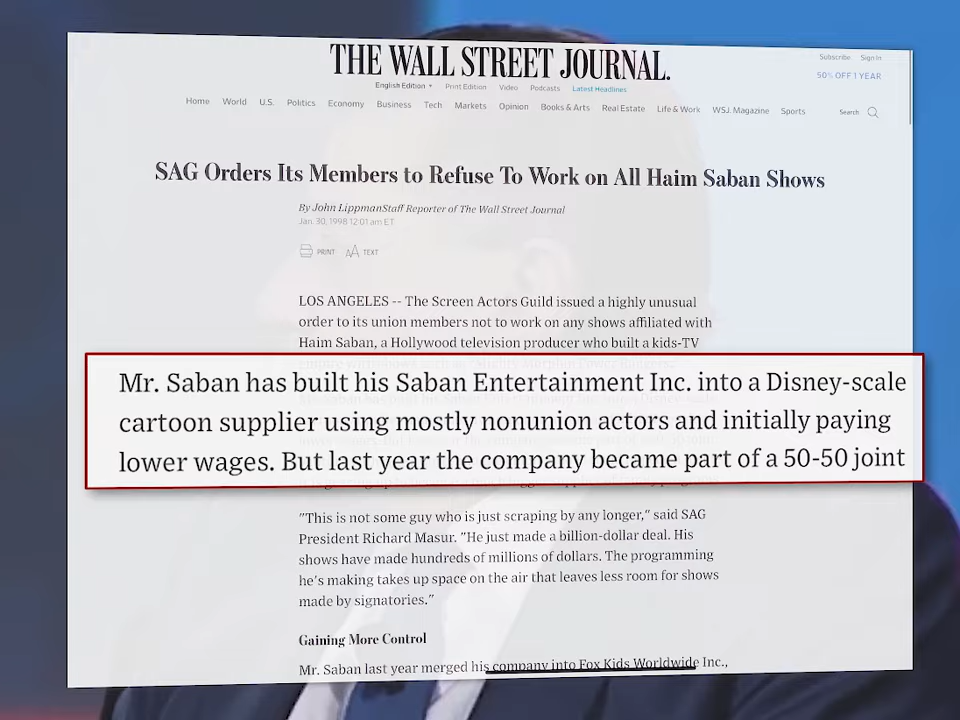 THE WALL STREET JOURNAL.
Subscribe Sign In
English Edition Print Edition Video Podcasts Latest Headlines
50% OFF 1 YEAR
Home World U.S. Politics Economy Business Tech Markets Opinion Books & Arts Real Estate Life & Work WSJ. Magazine Sports Search
SAG Orders Its Members to Refuse To Work on All Haim Saban Shows
By John LippmanStaff Reporter of The Wall Street Journal
Jan. 30, 1998 12:01 am ET
PRINT AA TEXT
LOS ANGELES -- The Screen Actors Guild issued a highly unusual
order to its union members not to work on any shows affiliated with
Haim Saban, a Hollywood television producer who built a kids-TV
Mr. Saban has built his Saban Entertainment Inc. into a Disney-scale
cartoon supplier using mostly nonunion actors and initially paying
lower wages. But last year the company became part of a 50-50 joint
"This is not some guy who is just scraping by any longer," said SAG
President Richard Masur. "He just made a billion-dollar deal. His
shows have made hundreds of millions of dollars. The programming
he's making takes up space on the air that leaves less room for shows
made by signatories."
Gaining More Control
Mr. Saban last year merged his company into Fox Kids Worldwide Inc.,